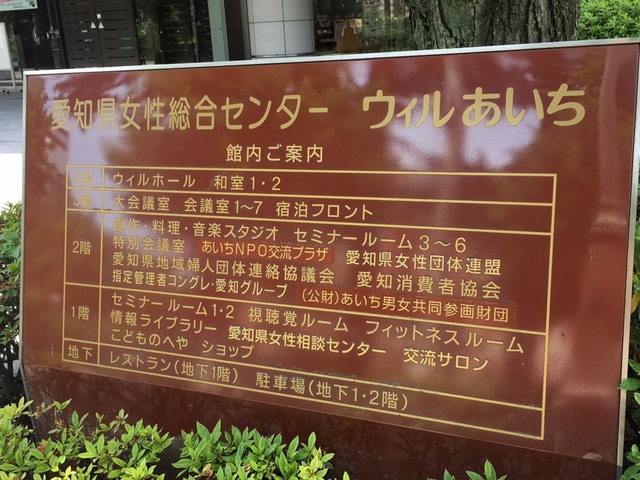 愛知県女性総合センター ウィルあいち
館内ご案内
4階 ウィルホール 和室1・2
3階 大会議室 会議室1～7 宿泊フロント
2階 創作・料理・音楽スタジオ セミナールーム3～6
特別会議室 あいちNPO交流プラザ 愛知県女性団体連盟
愛知県地域婦人団体連絡協議会 愛知消費者協会
指定管理者コングレ・愛知グループ (公財)あいち男女共同参画財団
1階 セミナールーム1・2 視聴覚ルーム フィットネスルーム
情報ライブラリー 愛知県女性相談センター 交流サロン
こどものへや ショップ
地下 レストラン(地下1階) 駐車場(地下1・2階)